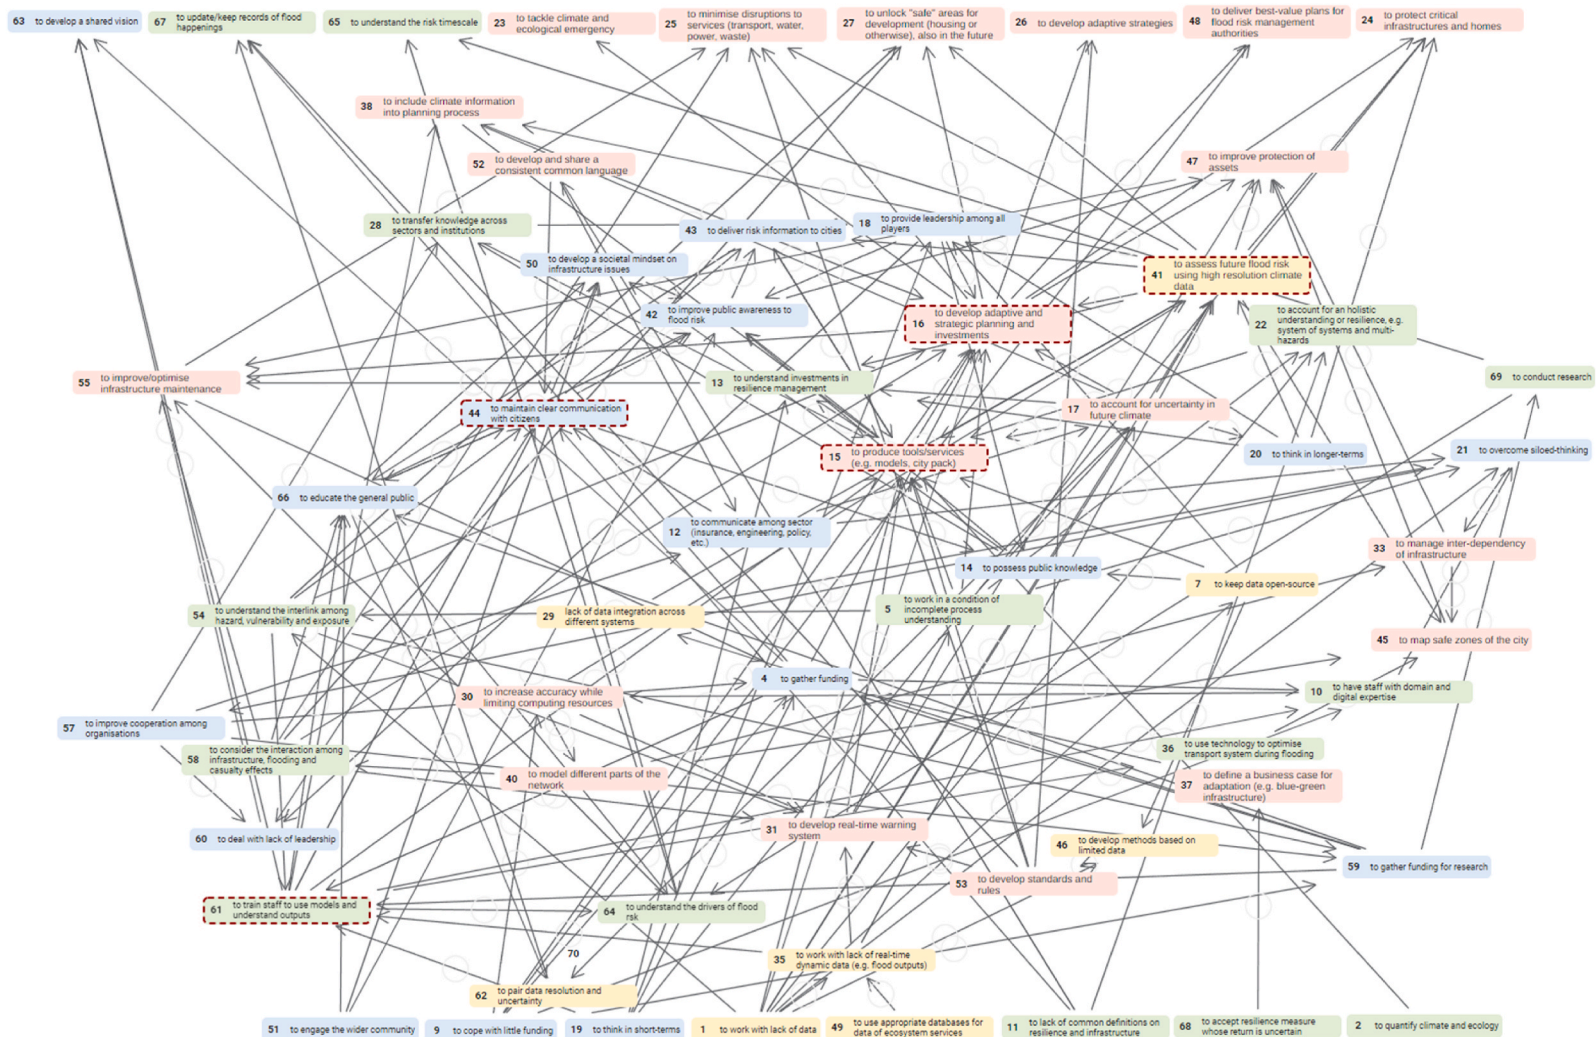 63 to develop a shared vision
67 to update/keep records of flood
happenings
65 to understand the risk timescale
23 to tackle climate and
ecological emergency
25 to minimise disruptions to
services (transport, water,
power, waste)
27 to unlock "safe" areas for
development (housing or
otherwise), also in the future
26 to develop adaptive strategies
48 to deliver best-value plans for
flood risk management
authorities
24 to protect critical
infrastructures and homes
38 to include climate information
into planning process
52 to develop and share a
consistent common language
47 to improve protection of
assets
28 to transfer knowledge across
sectors and institutions
43 to deliver risk information to cities
18 to provide leadership among all
players
50 to develop a societal mindset on
infrastructure issues
41 to assess future flood risk
using high resolution climate
data
42 to improve public awareness to
flood risk
16 to develop adaptive and
strategic planning and
investments
22 to account for an holistic
understanding or resilience, e.g.
system of systems and multi-
hazards
55 to improve/optimise
infrastructure maintenance
13 to understand investments in
resilience management
69 to conduct research
44 to maintain clear communication
with citizens
17 to account for uncertainty in
future climate
15 to produce tools/services
(e.g. models, city pack)
20 to think in longer-terms
21 to overcome siloed-thinking
66 to educate the general public
12 to communicate among sector
(insurance, engineering, policy,
etc.)
33 to manage inter-dependency
of infrastructure
14 to possess public knowledge
7 to keep data open-source
54 to understand the interlink among
hazard, vulnerability and exposure
29 lack of data integration across
different systems
5 to work in a condition of
incomplete process
understanding
45 to map safe zones of the city
4 to gather funding
30 to increase accuracy while
limiting computing resources
10 to have staff with domain and
digital expertise
57 to improve cooperation among
organisations
58 to consider the interaction among
infrastructure, flooding and
casualty effects
36 to use technology to optimise
transport system during flooding
40 to model different parts of the
network
37 to define a business case for
adaptation (e.g. blue-green
infrastructure)
31 to develop real-time warning
system
60 to deal with lack of leadership
46 to develop methods based on
limited data
59 to gather funding for research
53 to develop standards and
rules
61 to train staff to use models and
understand outputs
64 to understand the drivers of flood
rsk
70
35 to work with lack of real-time
dynamic data (e.g. flood outputs)
62 to pair data resolution and
uncertainty
51 to engage the wider community
9 to cope with little funding
19 to think in short-terms
1 to work with lack of data
49 to use appropriate databases for
data of ecosystem services
11 to lack of common definitions on
resilience and infrastructure
68 to accept resilience measure
whose return is uncertain
2 to quantify climate and ecology